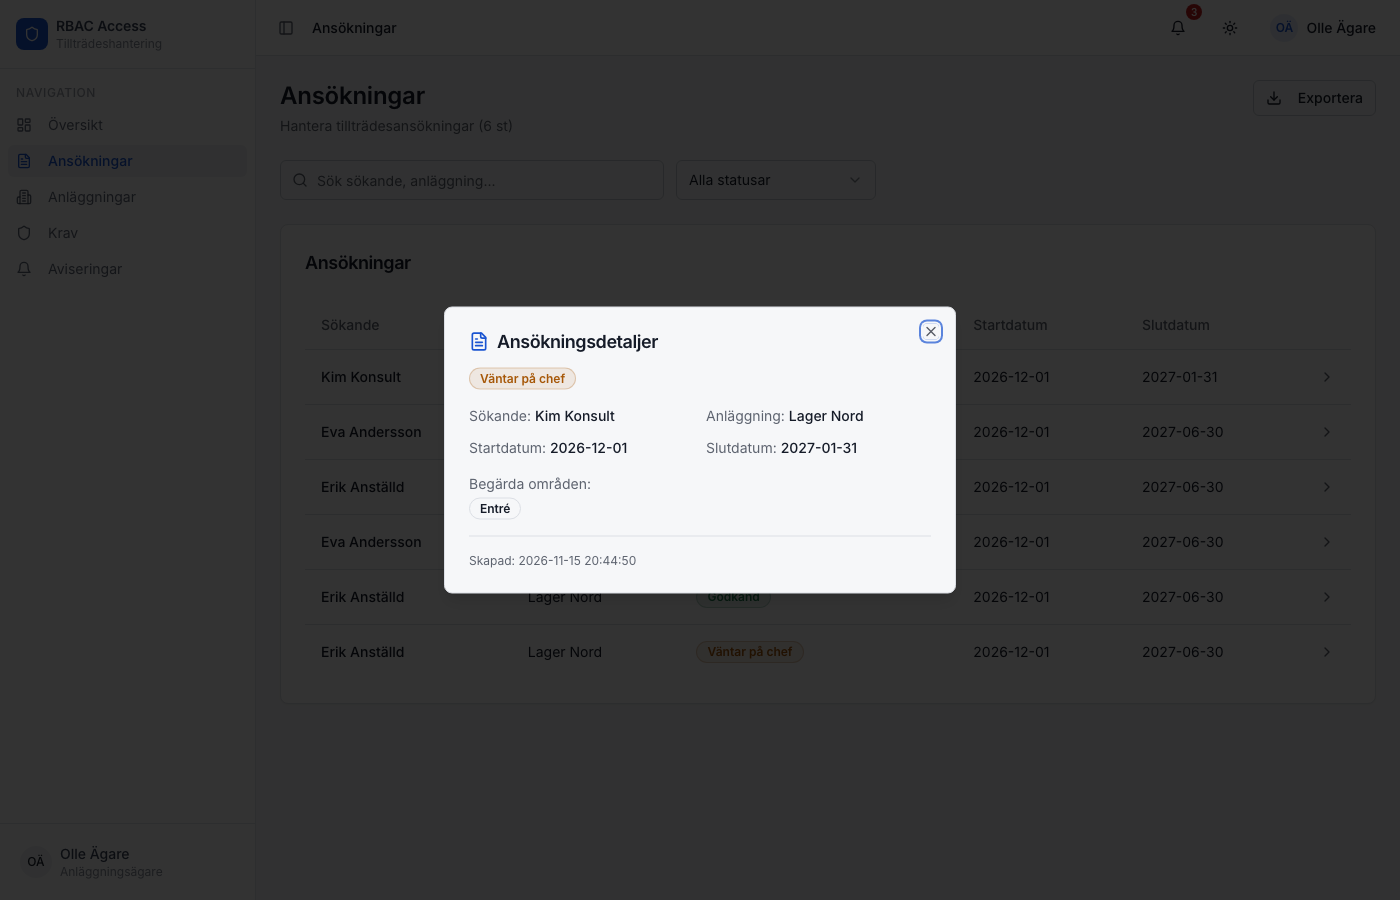 RBAC Access
Tillträdeshantering
NAVIGATION
Översikt
Ansökningar
Anläggningar
Krav
Aviseringar
OÄ
Olle Ägare
Anläggningsägare
Ansökningar
3
OÄ Olle Ägare
Ansökningar
Hantera tillträdesansökningar (6 st)
Exportera
Sök sökande, anläggning...
Alla statusar
Ansökningar
Sökande Startdatum Slutdatum
Kim Konsult 2026-12-01 2027-01-31
Eva Andersson 2026-12-01 2027-06-30
Erik Anställd 2026-12-01 2027-06-30
Eva Andersson 2026-12-01 2027-06-30
Erik Anställd Lager Nord Godkänd 2026-12-01 2027-06-30
Erik Anställd Lager Nord Väntar på chef 2026-12-01 2027-06-30
Ansökningsdetaljer
Väntar på chef
Sökande: Kim Konsult Anläggning: Lager Nord
Startdatum: 2026-12-01 Slutdatum: 2027-01-31
Begärda områden:
Entré
Skapad: 2026-11-15 20:44:50